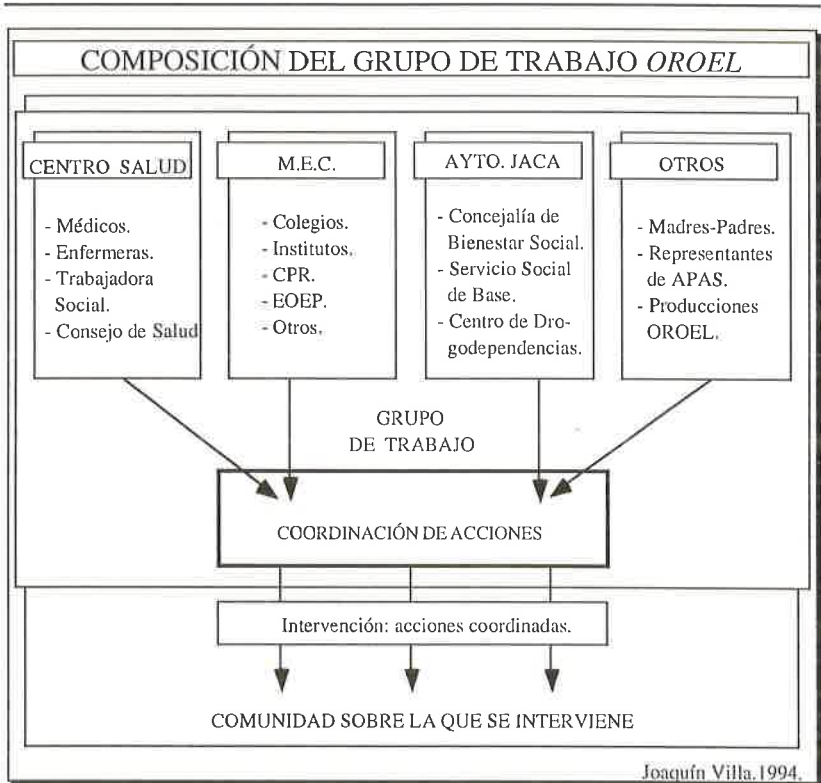 COMPOSICIÓN DEL GRUPO DE TRABAJO OROEL
CENTRO SALUD
- Médicos.
- Enfermeras.
- Trabajadora
Social.
- Consejo de Salud
M.E.C.
- Colegios.
- Institutos.
- CPR.
- EOEP.
- Otros.
AYTO. JACA
- Concejalía de
Bienestar Social.
- Servicio Social
de Base.
- Centro de Dro-
godependencias.
OTROS
- Madres-Padres.
- Representantes
de APAS.
- Producciones
OROEL.
GRUPO
DE TRABAJO
COORDINACIÓN DE ACCIONES
Intervención: acciones coordinadas.
COMUNIDAD SOBRE LA QUE SE INTERVIENE
Joaquín Villa.1994.